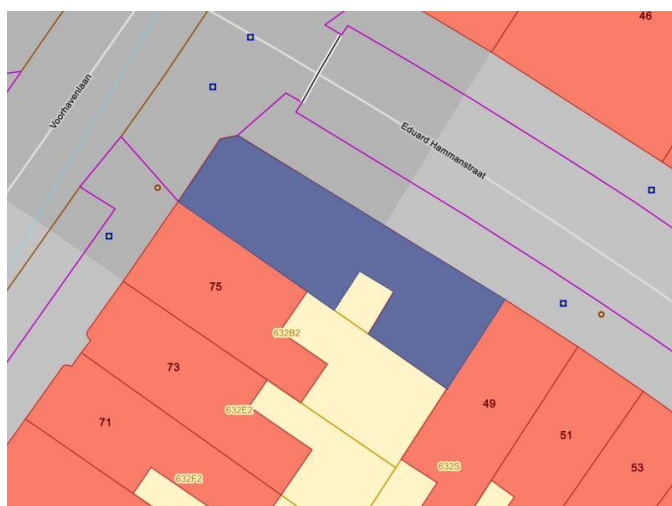 46
Voorhavenlaan
Eduard Hammanstraat
75
632B2
73
49
632E2
71
51
632S
53
632F2